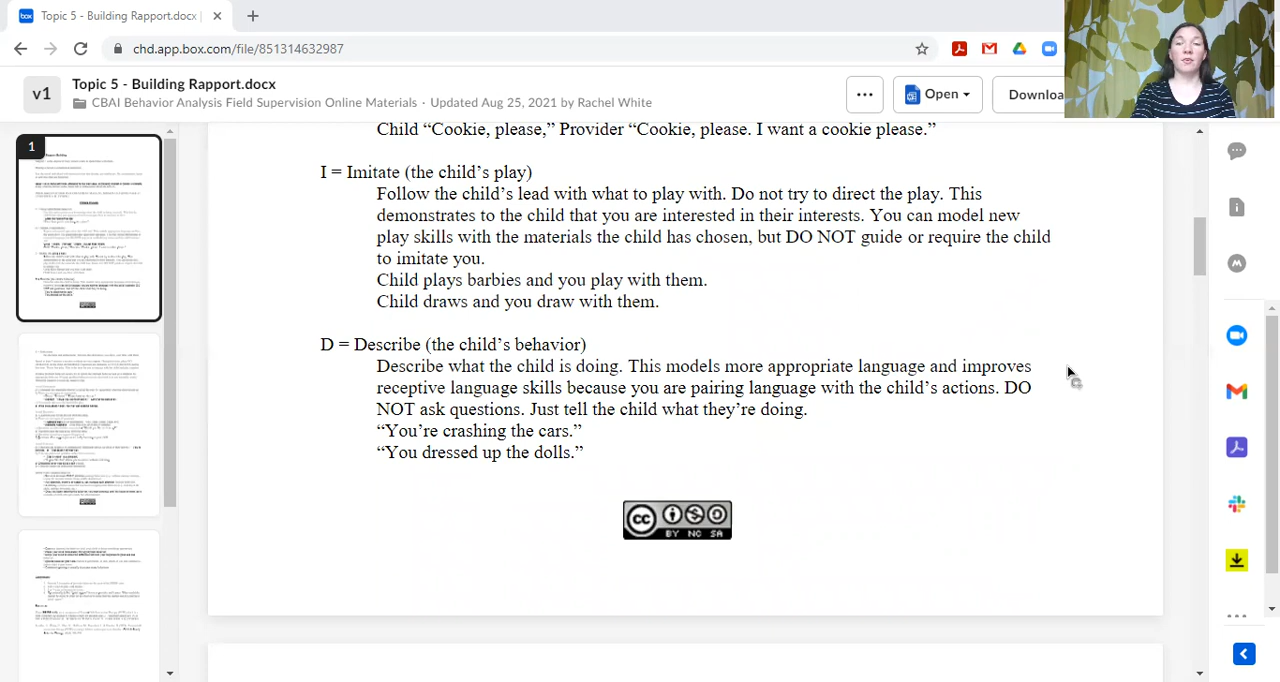 Topic 5 - Building Rapport.docx |
chd.app.box.com/file/851314632987
v1
Topic 5 - Building Rapport.docx
CBAI Behavior Analysis Field Supervision Online Materials · Updated Aug 25, 2021 by Rachel White
Open
Downloa
1
Child “Cookie, please,” Provider “Cookie, please. I want a cookie please.”
I = Imitate (the child’s play)
Follow the child’s lead with what to play with. Do not try to direct the play. This
demonstrates to the child that you are interested in their interests. You can model new
play skills with materials the child has chosen, but DO NOT guide or require the child
to imitate you.
Child plays barbies and you play with them.
Child draws and you draw with them.
D = Describe (the child’s behavior)
Describe what the child is doing. This models more appropriate language and improves
receptive language skills because you are pairing language with the child’s actions. DO
NOT ask questions. Just tell the child what they’re doing.
“You’re crashing the cars.”
“You dressed up the dolls.”
cc
BY NC SA